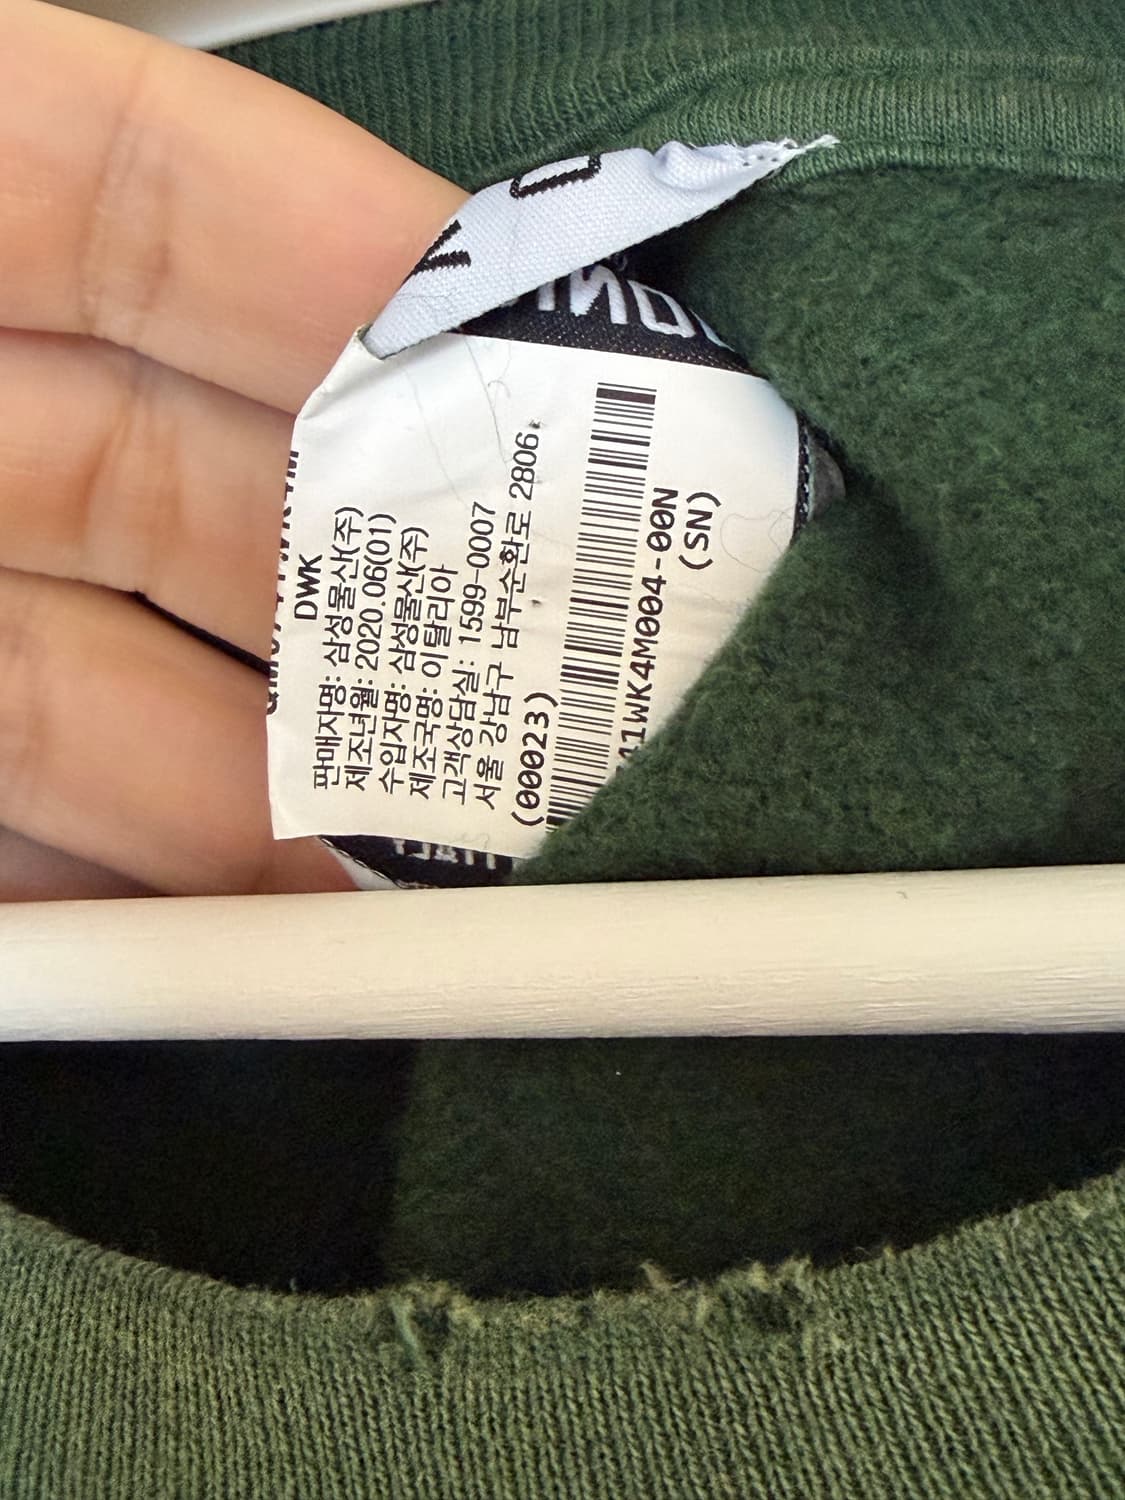 DWK
판매자명: 삼성물산(주)
제조년월: 2020.06(01)
수입자명: 삼성물산(주)
제조국명: 이탈리아
고객상담실: 1599-0007
서울 강남구 남부순환로 2806,
(00023)
41WK4M004-00N
(SN)